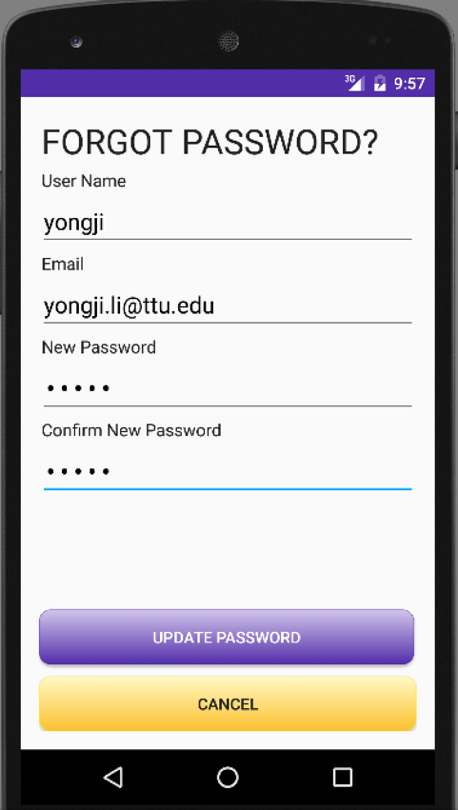 3G 9:57
FORGOT PASSWORD?
User Name
yongji
Email
yongji.li@ttu.edu
New Password
•••••
Confirm New Password
•••••
UPDATE PASSWORD
CANCEL